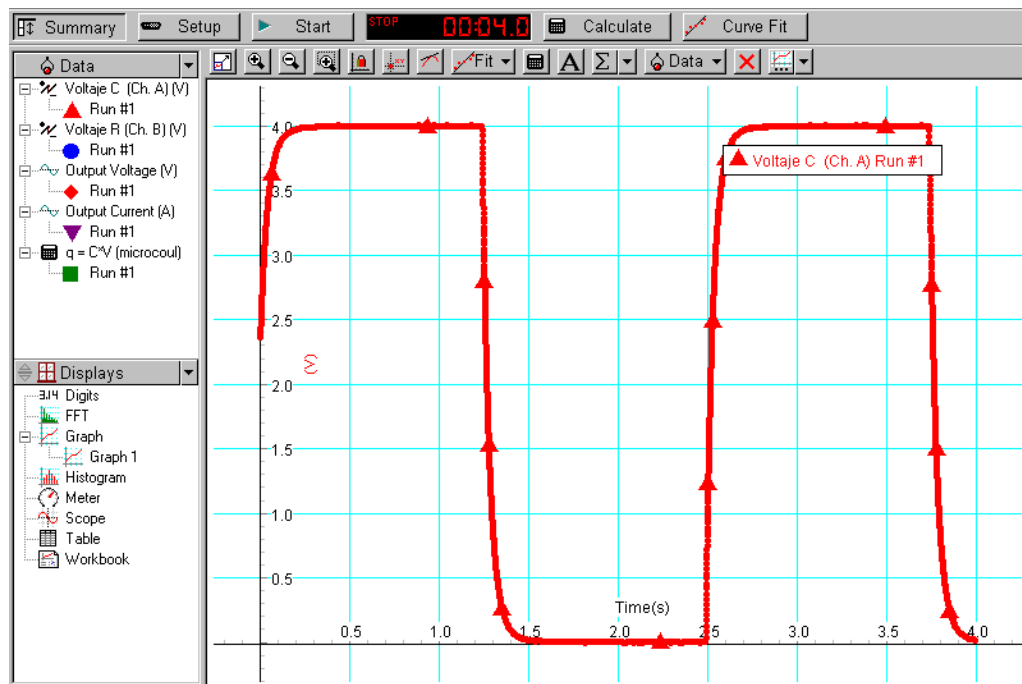 Summary Setup Start STOP 00:04.0 Calculate Curve Fit
Data
Voltaje C (Ch. A) (V)
Run #1
Voltaje R (Ch. B) (V)
Run #1
Output Voltage (V)
Run #1
Output Current (A)
Run #1
q = C*V (microcoul)
Run #1
Displays
3.14 Digits
FFT
Graph
Graph 1
Histogram
Meter
Scope
Table
Workbook
Fit A Σ Data
4.0
3.5
3.0
2.5
2.0
1.5
1.0
0.5
(V)
Voltaje C (Ch. A) Run #1
Time(s)
0.5 1.0 1.5 2.0 2.5 3.0 3.5 4.0